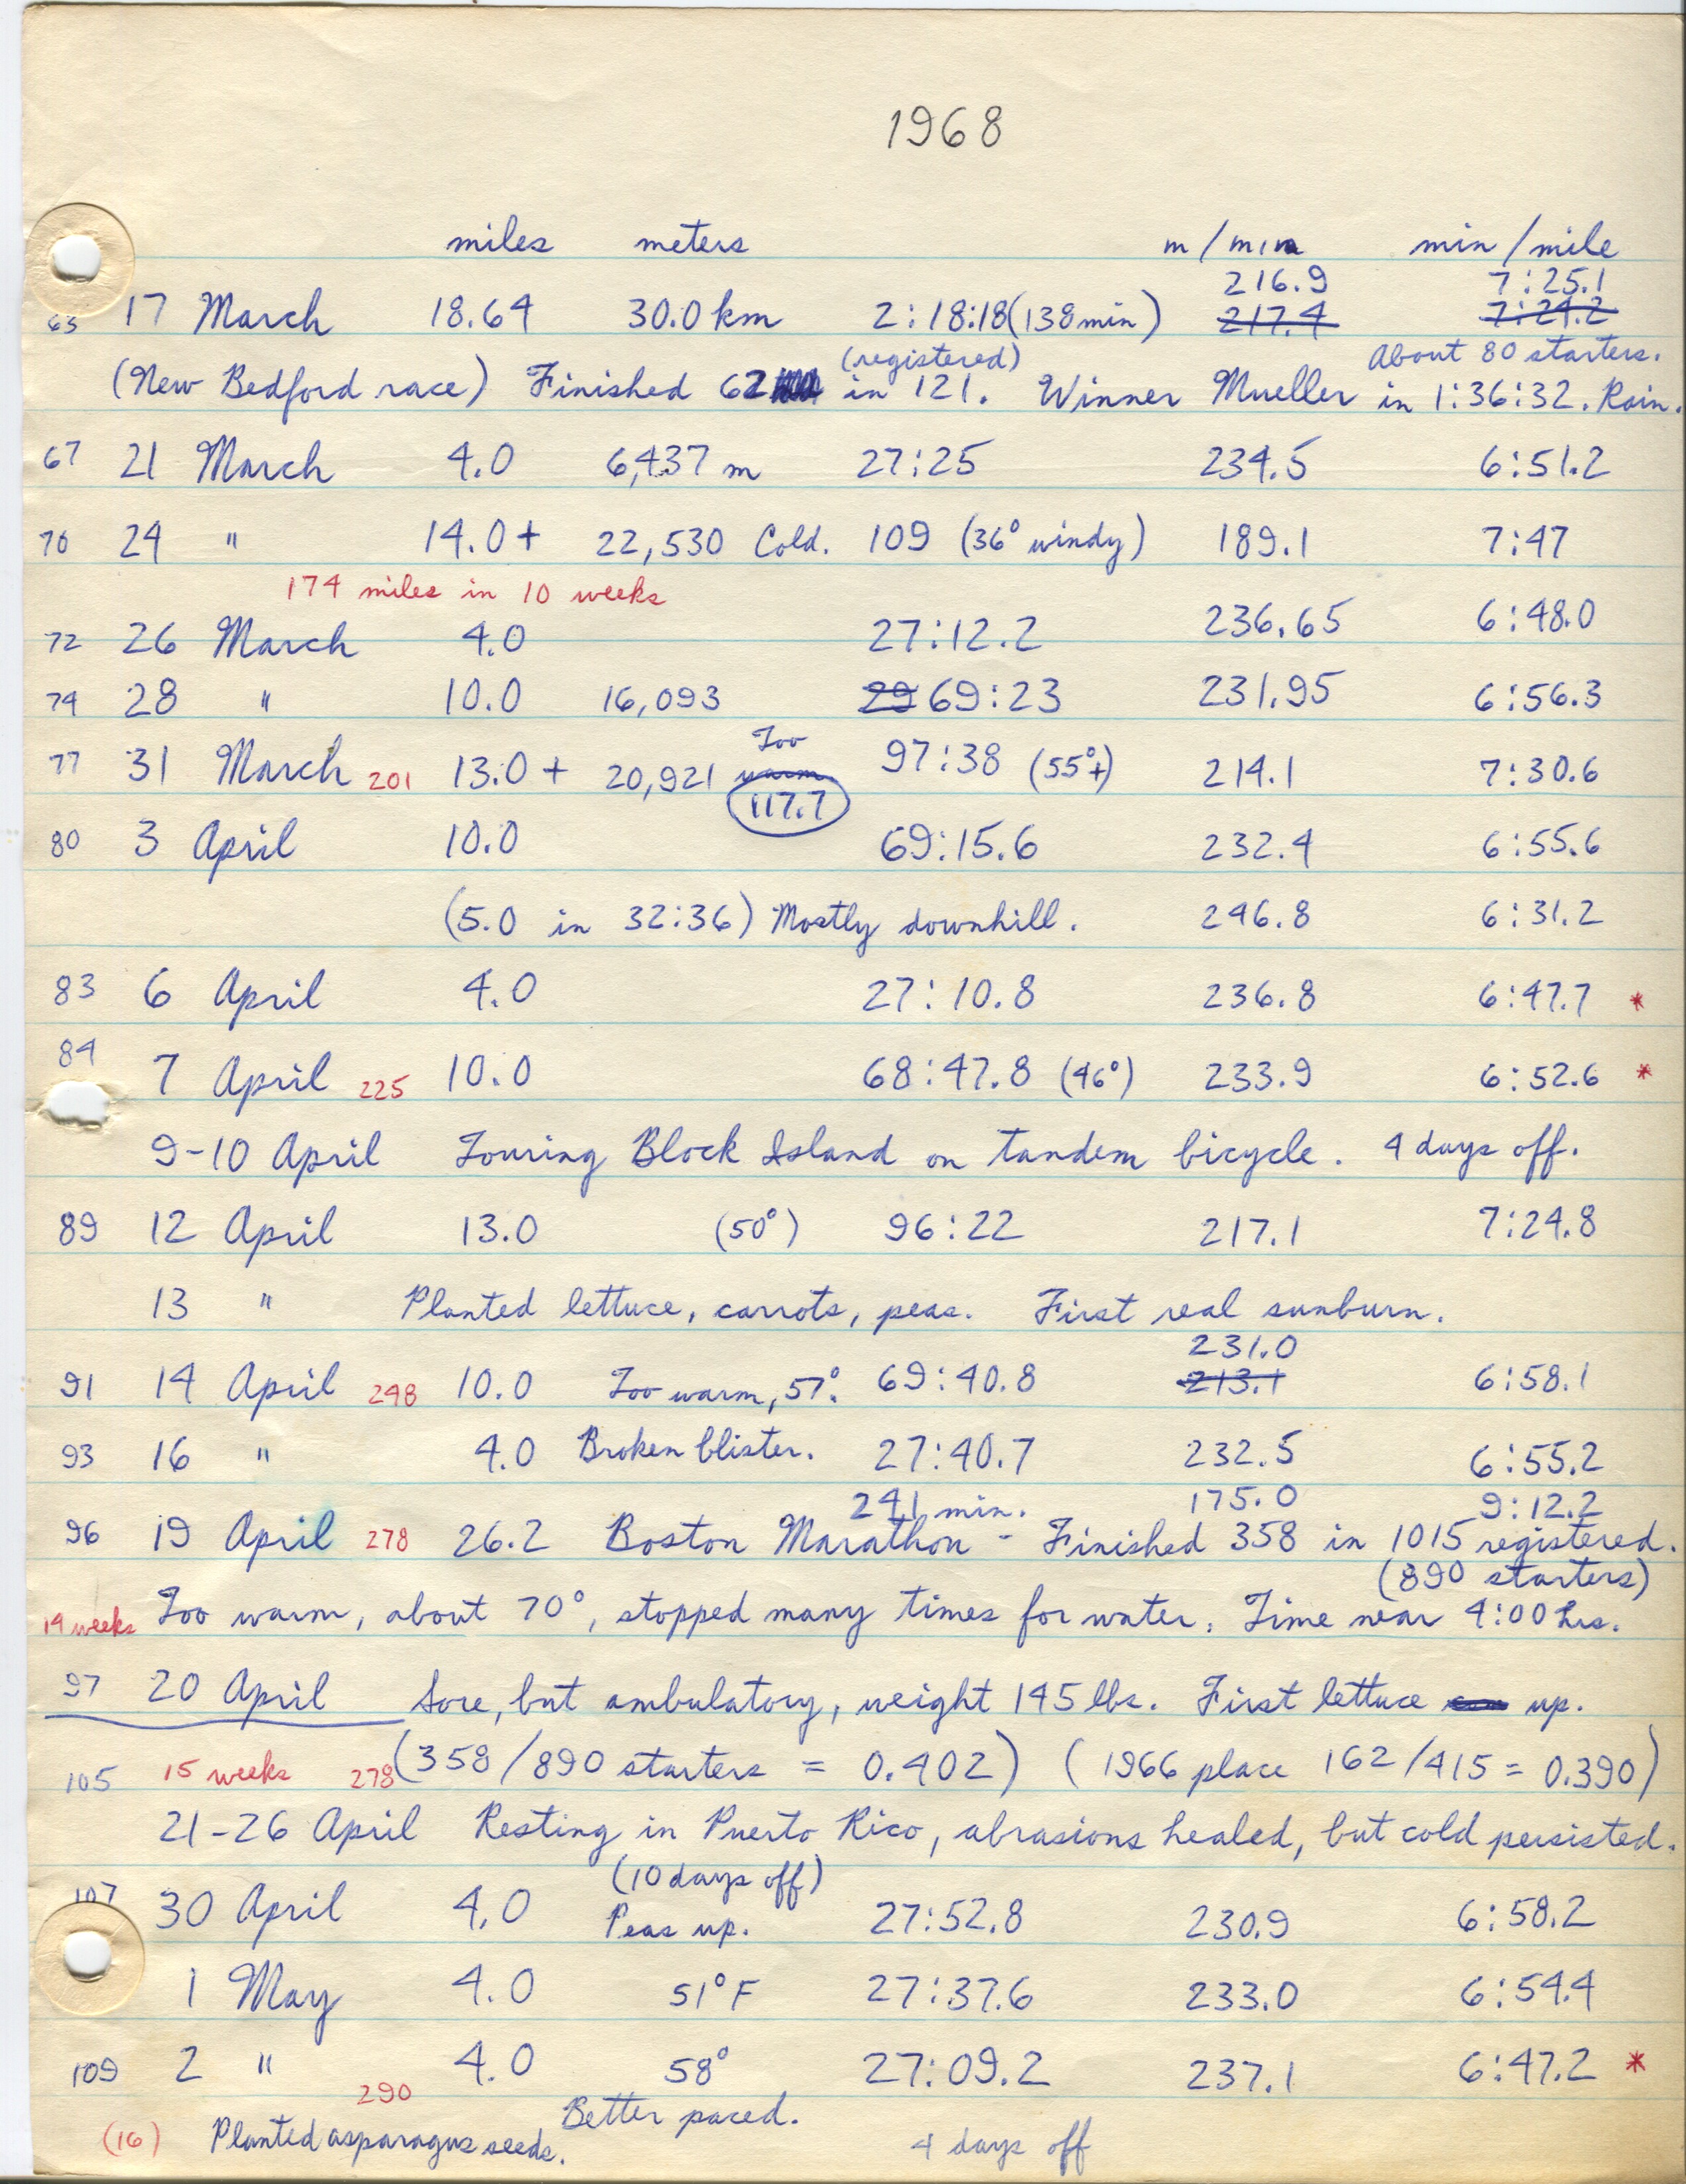 1968
miles meters m/min min/mile
216.9 7:25.1
63 17 March 18.64 30.0 km 2:18:18 (138 min) 217.4 7:24.2
(registered) About 80 starters.
(New Bedford race) Finished 62 in 121. Winner Mueller in 1:36:32. Rain.
67 21 March 4.0 6,437 m 27:25 234.5 6:51.2
70 24 " 14.0+ 22,530 Cold. 109 (36° windy) 189.1 7:47
174 miles in 10 weeks
72 26 March 4.0 27:12.2 236.65 6:48.0
74 28 " 10.0 16,093 29 69:23 231.95 6:56.3
Too
77 31 March 201 13.0+ 20,921 warm. 97:38 (55°+) 214.1 7:30.6
117.7
80 3 April 10.0 69:15.6 232.4 6:55.6
(5.0 in 32:36) Mostly downhill. 246.8 6:31.2
83 6 April 4.0 27:10.8 236.8 6:47.7 *
84 7 April 225 10.0 68:47.8 (46°) 233.9 6:52.6 *
9-10 April Touring Block Island on tandem bicycle. 4 days off.
89 12 April 13.0 (50°) 96:22 217.1 7:24.8
13 " Planted lettuce, carrots, peas. First real sunburn.
231.0
91 14 April 248 10.0 Too warm, 57°. 69:40.8 213.1 6:58.1
93 16 " 4.0 Broken blister. 27:40.7 232.5 6:55.2
241 min. 175.0 9:12.2
96 19 April 278 26.2 Boston Marathon - Finished 358 in 1015 registered.
(890 starters)
14 weeks Too warm, about 70°, stopped many times for water. Time near 4:00 hrs.
97 20 April Sore, but ambulatory, weight 145 lbs. First lettuce up.
105 15 weeks 278 (358/890 starters = 0.402) (1966 place 162/415 = 0.390)
21-26 April Resting in Puerto Rico, abrasions healed, but cold persisted.
(10 days off)
107 30 April 4.0 Peas up. 27:52.8 230.9 6:58.2
1 May 4.0 51°F 27:37.6 233.0 6:54.4
109 2 " 4.0 58° 27:09.2 237.1 6:47.2 *
290 Better paced.
(16) Planted asparagus seeds. 4 days off